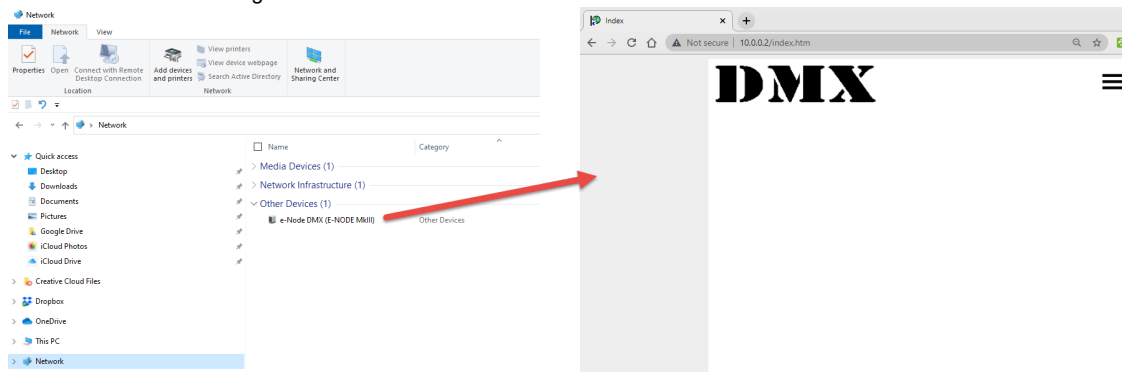 Network
File Network View
Properties
Open
Connect with Remote Desktop Connection
Add devices and printers
View printers
View device webpage
Search Active Directory
Network and Sharing Center
Location
Network
Network
Name
Category
Quick access
Desktop
Downloads
Documents
Pictures
Google Drive
iCloud Photos
iCloud Drive
Creative Cloud Files
Dropbox
OneDrive
This PC
Network
Media Devices (1)
Network Infrastructure (1)
Other Devices (1)
e-Node DMX (E-NODE MkIII) Other Devices
Index
Not secure 10.0.0.2/index.htm
DMX